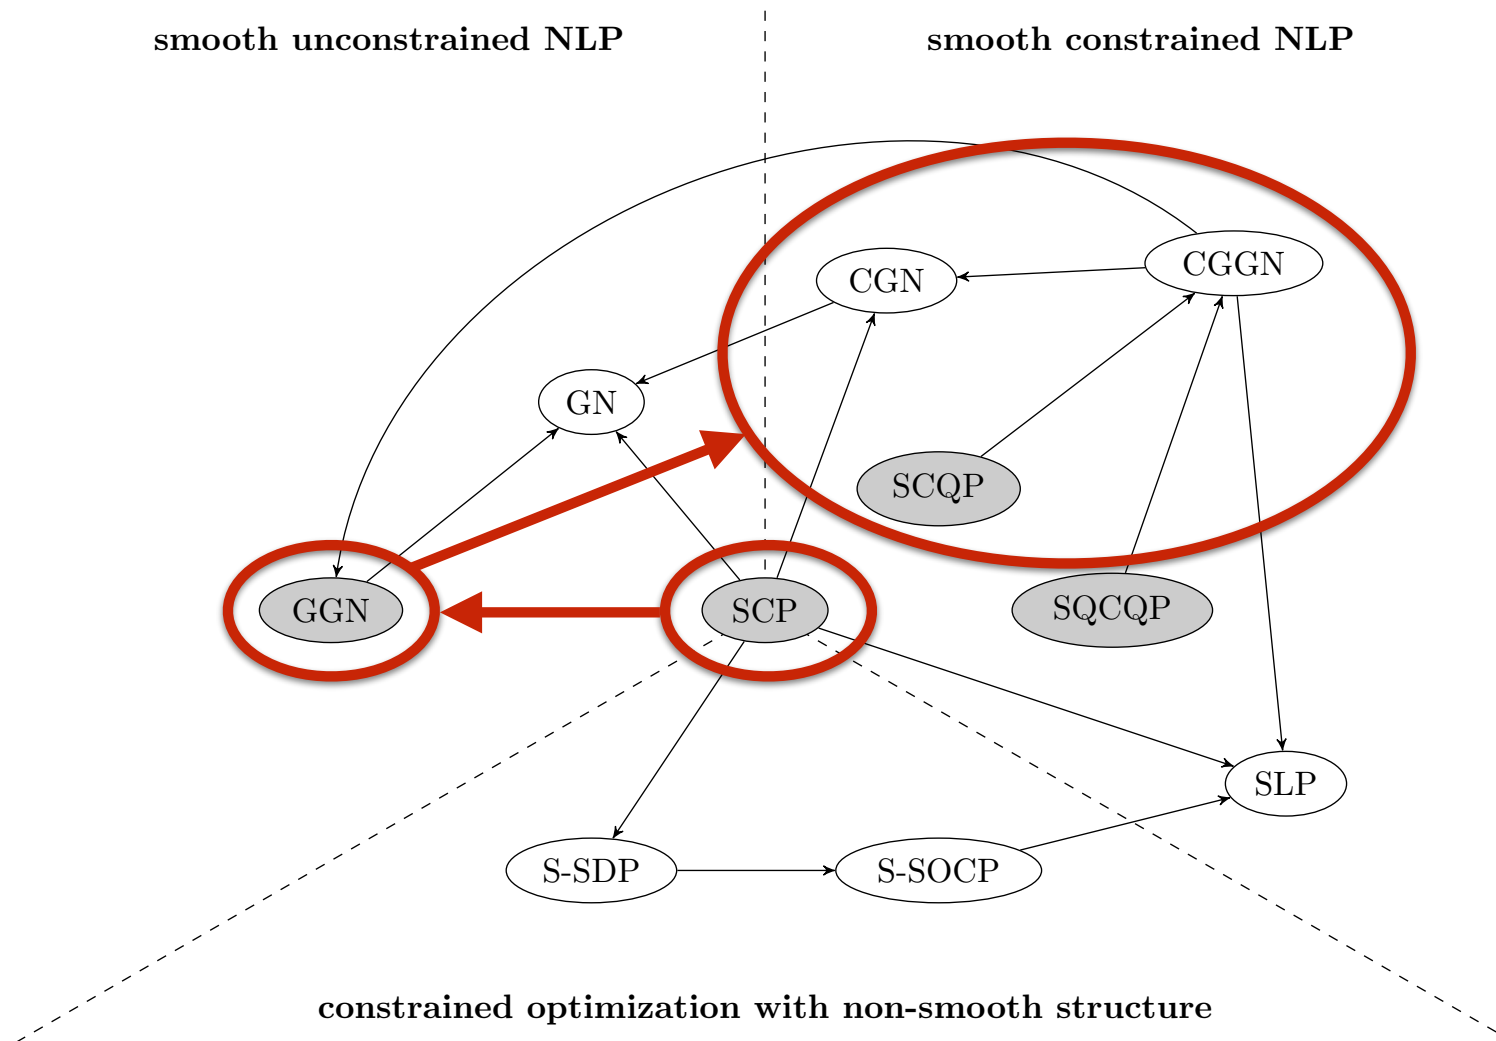 smooth unconstrained NLP
smooth constrained NLP
CGN
CGGN
GN
SCQP
GGN
SCP
SQCQP
SLP
S-SDP
S-SOCP
constrained optimization with non-smooth structure